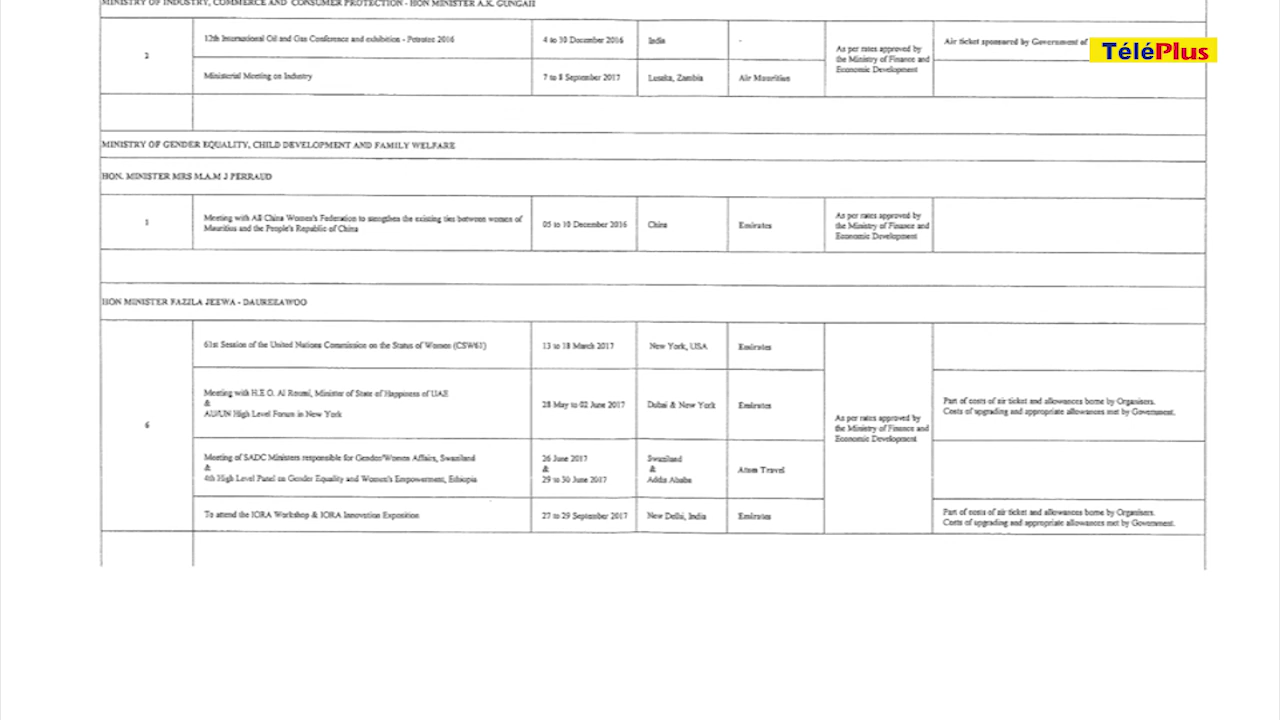 MINISTRY OF INDUSTRY, COMMERCE AND CONSUMER PROTECTION - HON MINISTER A.K. GUNGAH
2
12th International Oil and Gas Conference and exhibition - Petrotec 2016
4 to 10 December 2016
India
-
As per rates approved by
the Ministry of Finance and
Economic Development
Air ticket sponsored by Government of
TéléPlus
Ministerial Meeting on Industry
7 to 8 September 2017
Lusaka, Zambia
Air Mauritius
MINISTRY OF GENDER EQUALITY, CHILD DEVELOPMENT AND FAMILY WELFARE
HON. MINISTER MRS M.A.M J PERRAUD
1
Meeting with All China Women's Federation to stengthen the existing ties between women of
Mauritius and the People's Republic of China
05 to 10 December 2016
China
Emirates
As per rates approved by
the Ministry of Finance and
Economic Development
HON MINISTER FAZILA JEEWA - DAUREEAWOO
6
61st Session of the United Nations Commission on the Status of Women (CSW61)
13 to 18 March 2017
New York, USA
Emirates
As per rates approved by
the Ministry of Finance and
Economic Development
Meeting with H.E O. Al Roumi, Minister of State of Happiness of UAE
&
AU/UN High Level Forum in New York
28 May to 02 June 2017
Dubai & New York
Emirates
Part of costs of air ticket and allowances borne by Organisers.
Costs of upgrading and appropriate allowances met by Government.
Meeting of SADC Ministers responsible for Gender/Women Affairs, Swaziland
&
4th High Level Panel on Gender Equality and Women's Empowerment, Ethiopia
26 June 2017
&
29 to 30 June 2017
Swaziland
&
Addis Ababa
Atom Travel
To attend the IORA Workshop & IORA Innovation Exposition
27 to 29 September 2017
New Delhi, India
Emirates
Part of costs of air ticket and allowances borne by Organisers.
Costs of upgrading and appropriate allowances met by Government.